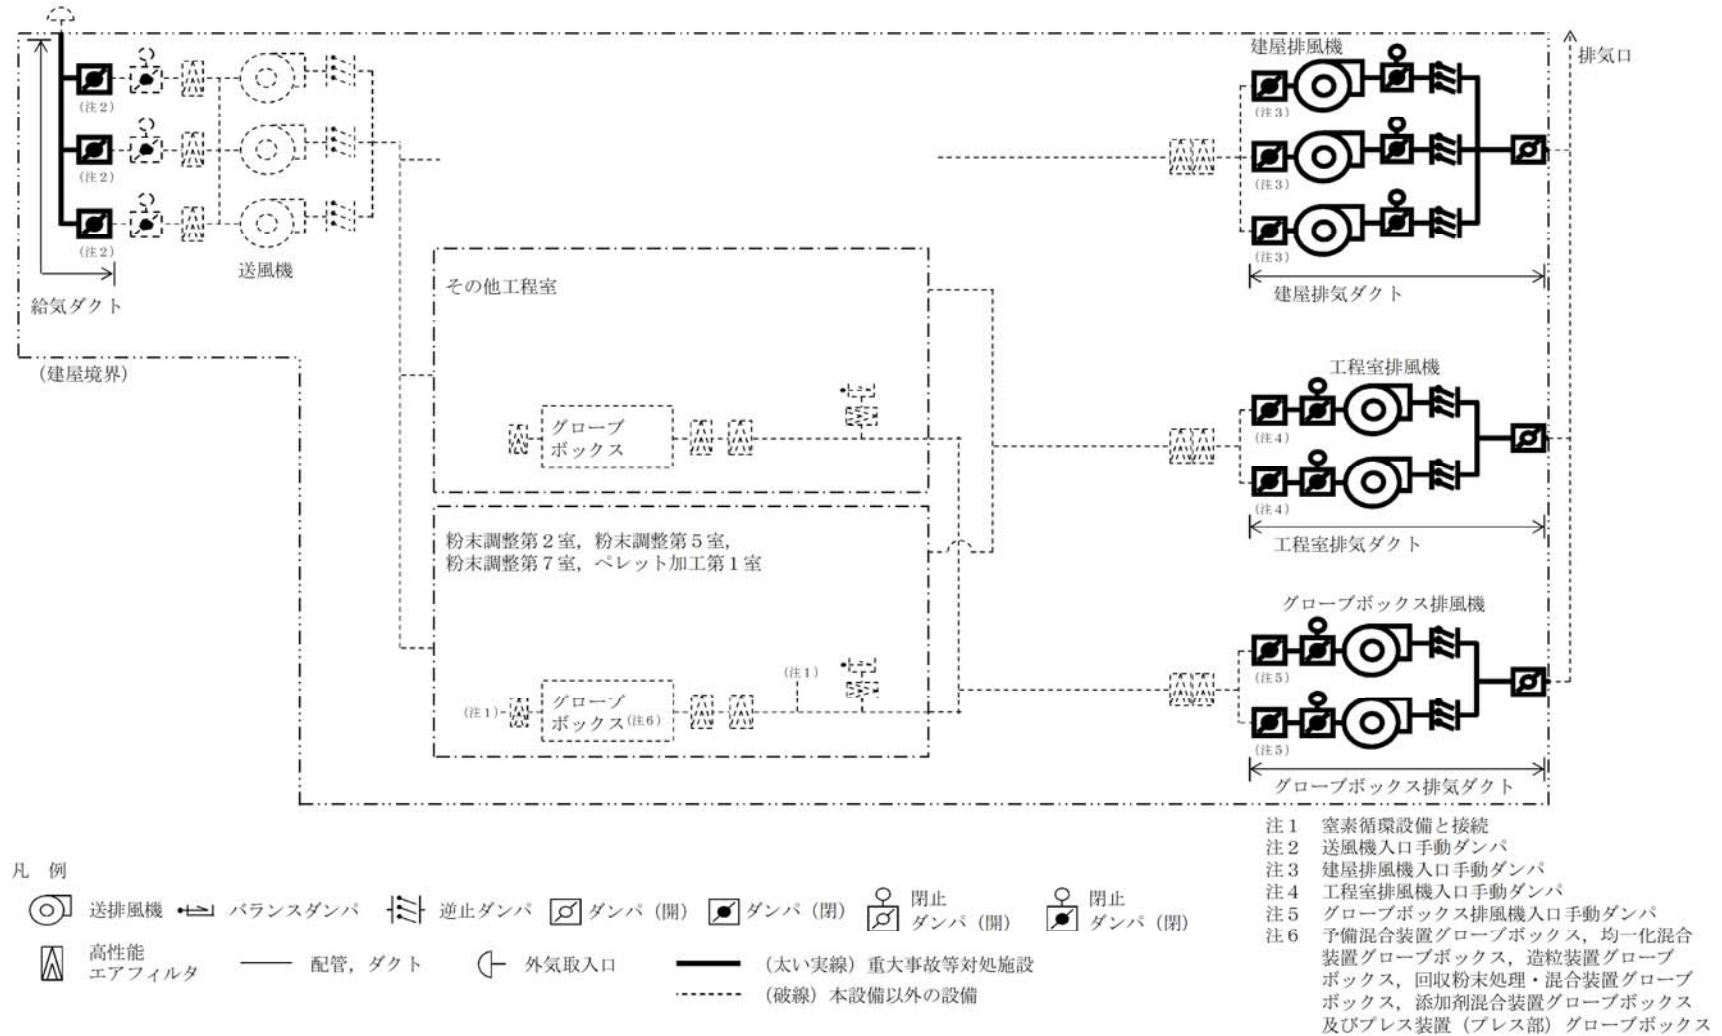 建屋排風機
排気口
(注2)
(注3)
(注2)
(注3)
(注2)
(注3)
送風機
給気ダクト
建屋排気ダクト
(建屋境界)
その他工程室
グローブ
ボックス
工程室排風機
(注4)
(注4)
工程室排気ダクト
粉末調整第2室,粉末調整第5室,
粉末調整第7室,ペレット加工第1室
(注1)
(注1)
グローブ
ボックス(注6)
グローブボックス排風機
(注5)
(注5)
グローブボックス排気ダクト
注1 窒素循環設備と接続
注2 送風機入口手動ダンパ
注3 建屋排風機入口手動ダンパ
注4 工程室排風機入口手動ダンパ
注5 グローブボックス排風機入口手動ダンパ
注6 予備混合装置グローブボックス,均一化混合
装置グローブボックス,造粒装置グローブ
ボックス,回収粉末処理・混合装置グローブ
ボックス,添加剤混合装置グローブボックス
及びプレス装置(プレス部)グローブボックス
凡 例
送排風機
バランスダンパ
逆止ダンパ
ダンパ(開)
ダンパ(閉)
閉止
ダンパ(開)
閉止
ダンパ(閉)
高性能
エアフィルタ
配管,ダクト
外気取入口
(太い実線)重大事故等対処施設
(破線)本設備以外の設備